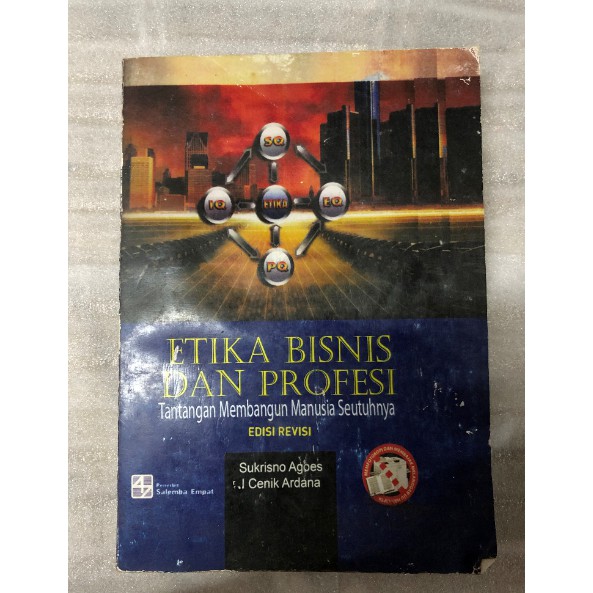 SQ
IQ
ETIKA
EQ
PQ
ETIKA BISNIS
DAN PROFESI
Tantangan Membangun Manusia Seutuhnya
EDISI REVISI
Sukrisno Agoes
I Cenik Ardana
Penerbit
Salemba Empat